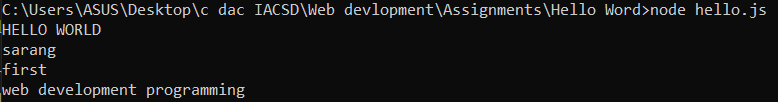 C:\Users\ASUS\Desktop\c dac IACSD\Web devlopment\Assignments\Hello Word>node hello.js
HELLO WORLD
sarang
first
web development programming